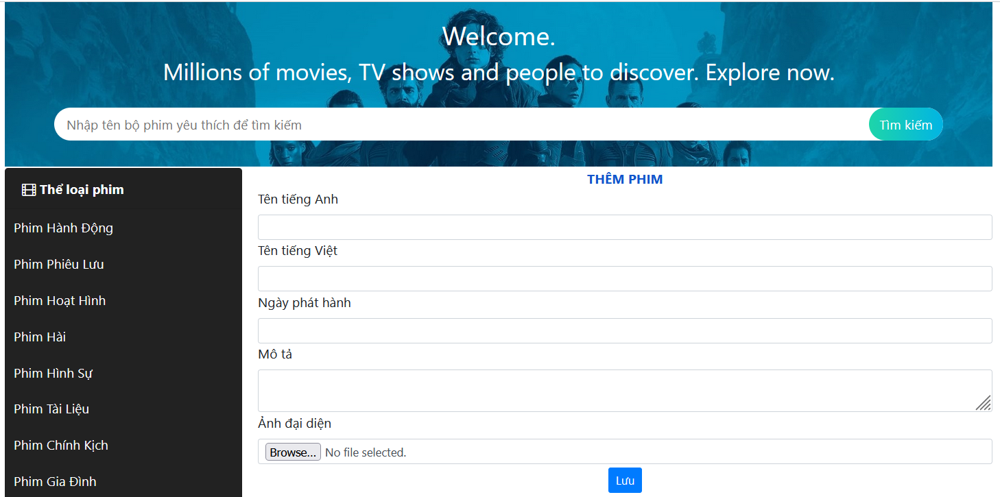 Welcome.
Millions of movies, TV shows and people to discover. Explore now.
Nhập tên bộ phim yêu thích để tìm kiếm
Tìm kiếm
Thể loại phim
Phim Hành Động
Phim Phiêu Lưu
Phim Hoạt Hình
Phim Hài
Phim Hình Sự
Phim Tài Liệu
Phim Chính Kịch
Phim Gia Đình
THÊM PHIM
Tên tiếng Anh
Tên tiếng Việt
Ngày phát hành
Mô tả
Ảnh đại diện
Browse... No file selected.
Lưu